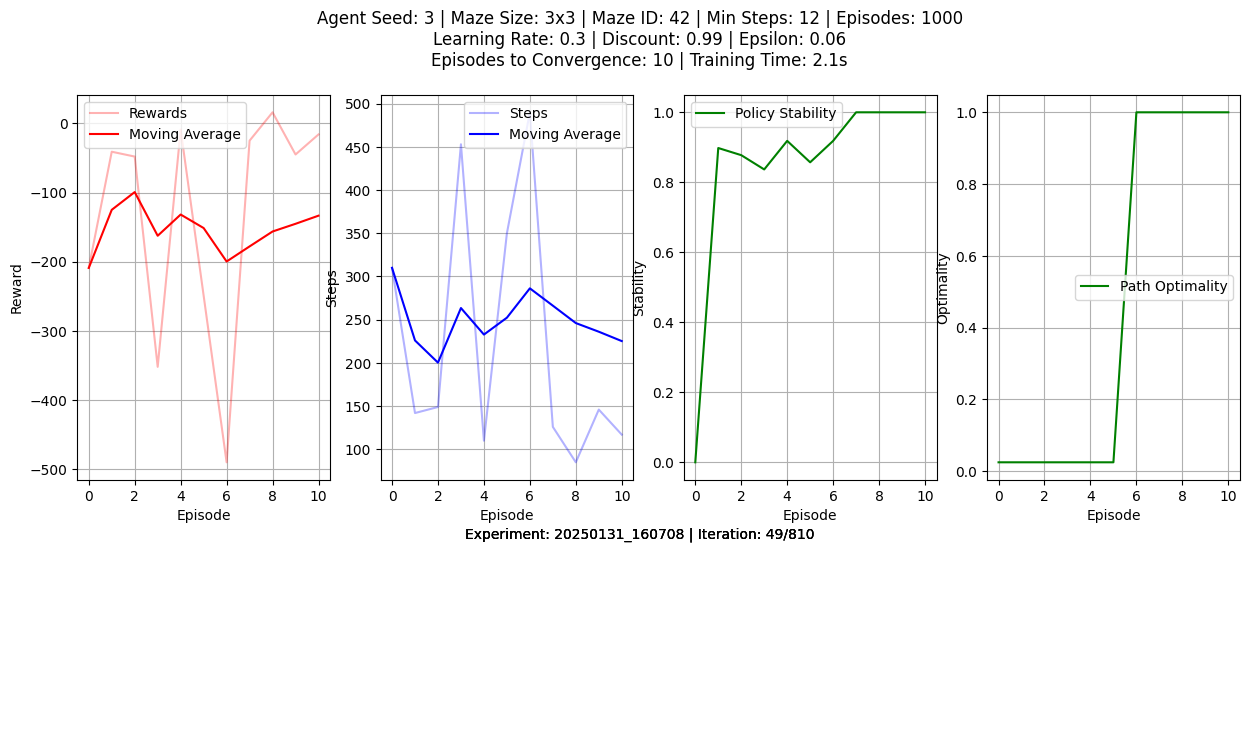 Agent Seed: 3 | Maze Size: 3x3 | Maze ID: 42 | Min Steps: 12 | Episodes: 1000
Learning Rate: 0.3 | Discount: 0.99 | Epsilon: 0.06
Episodes to Convergence: 10 | Training Time: 2.1s
Rewards
Moving Average
0
−100
−200
−300
−400
−500
Reward
0 2 4 6 8 10
Episode
Steps
Moving Average
500
450
400
350
300
250
200
150
100
Steps
0 2 4 6 8 10
Episode
Policy Stability
1.0
0.8
0.6
0.4
0.2
0.0
Stability
0 2 4 6 8 10
Episode
Path Optimality
1.0
0.8
0.6
0.4
0.2
0.0
Optimality
0 2 4 6 8 10
Episode
Experiment: 20250131_160708 | Iteration: 49/810